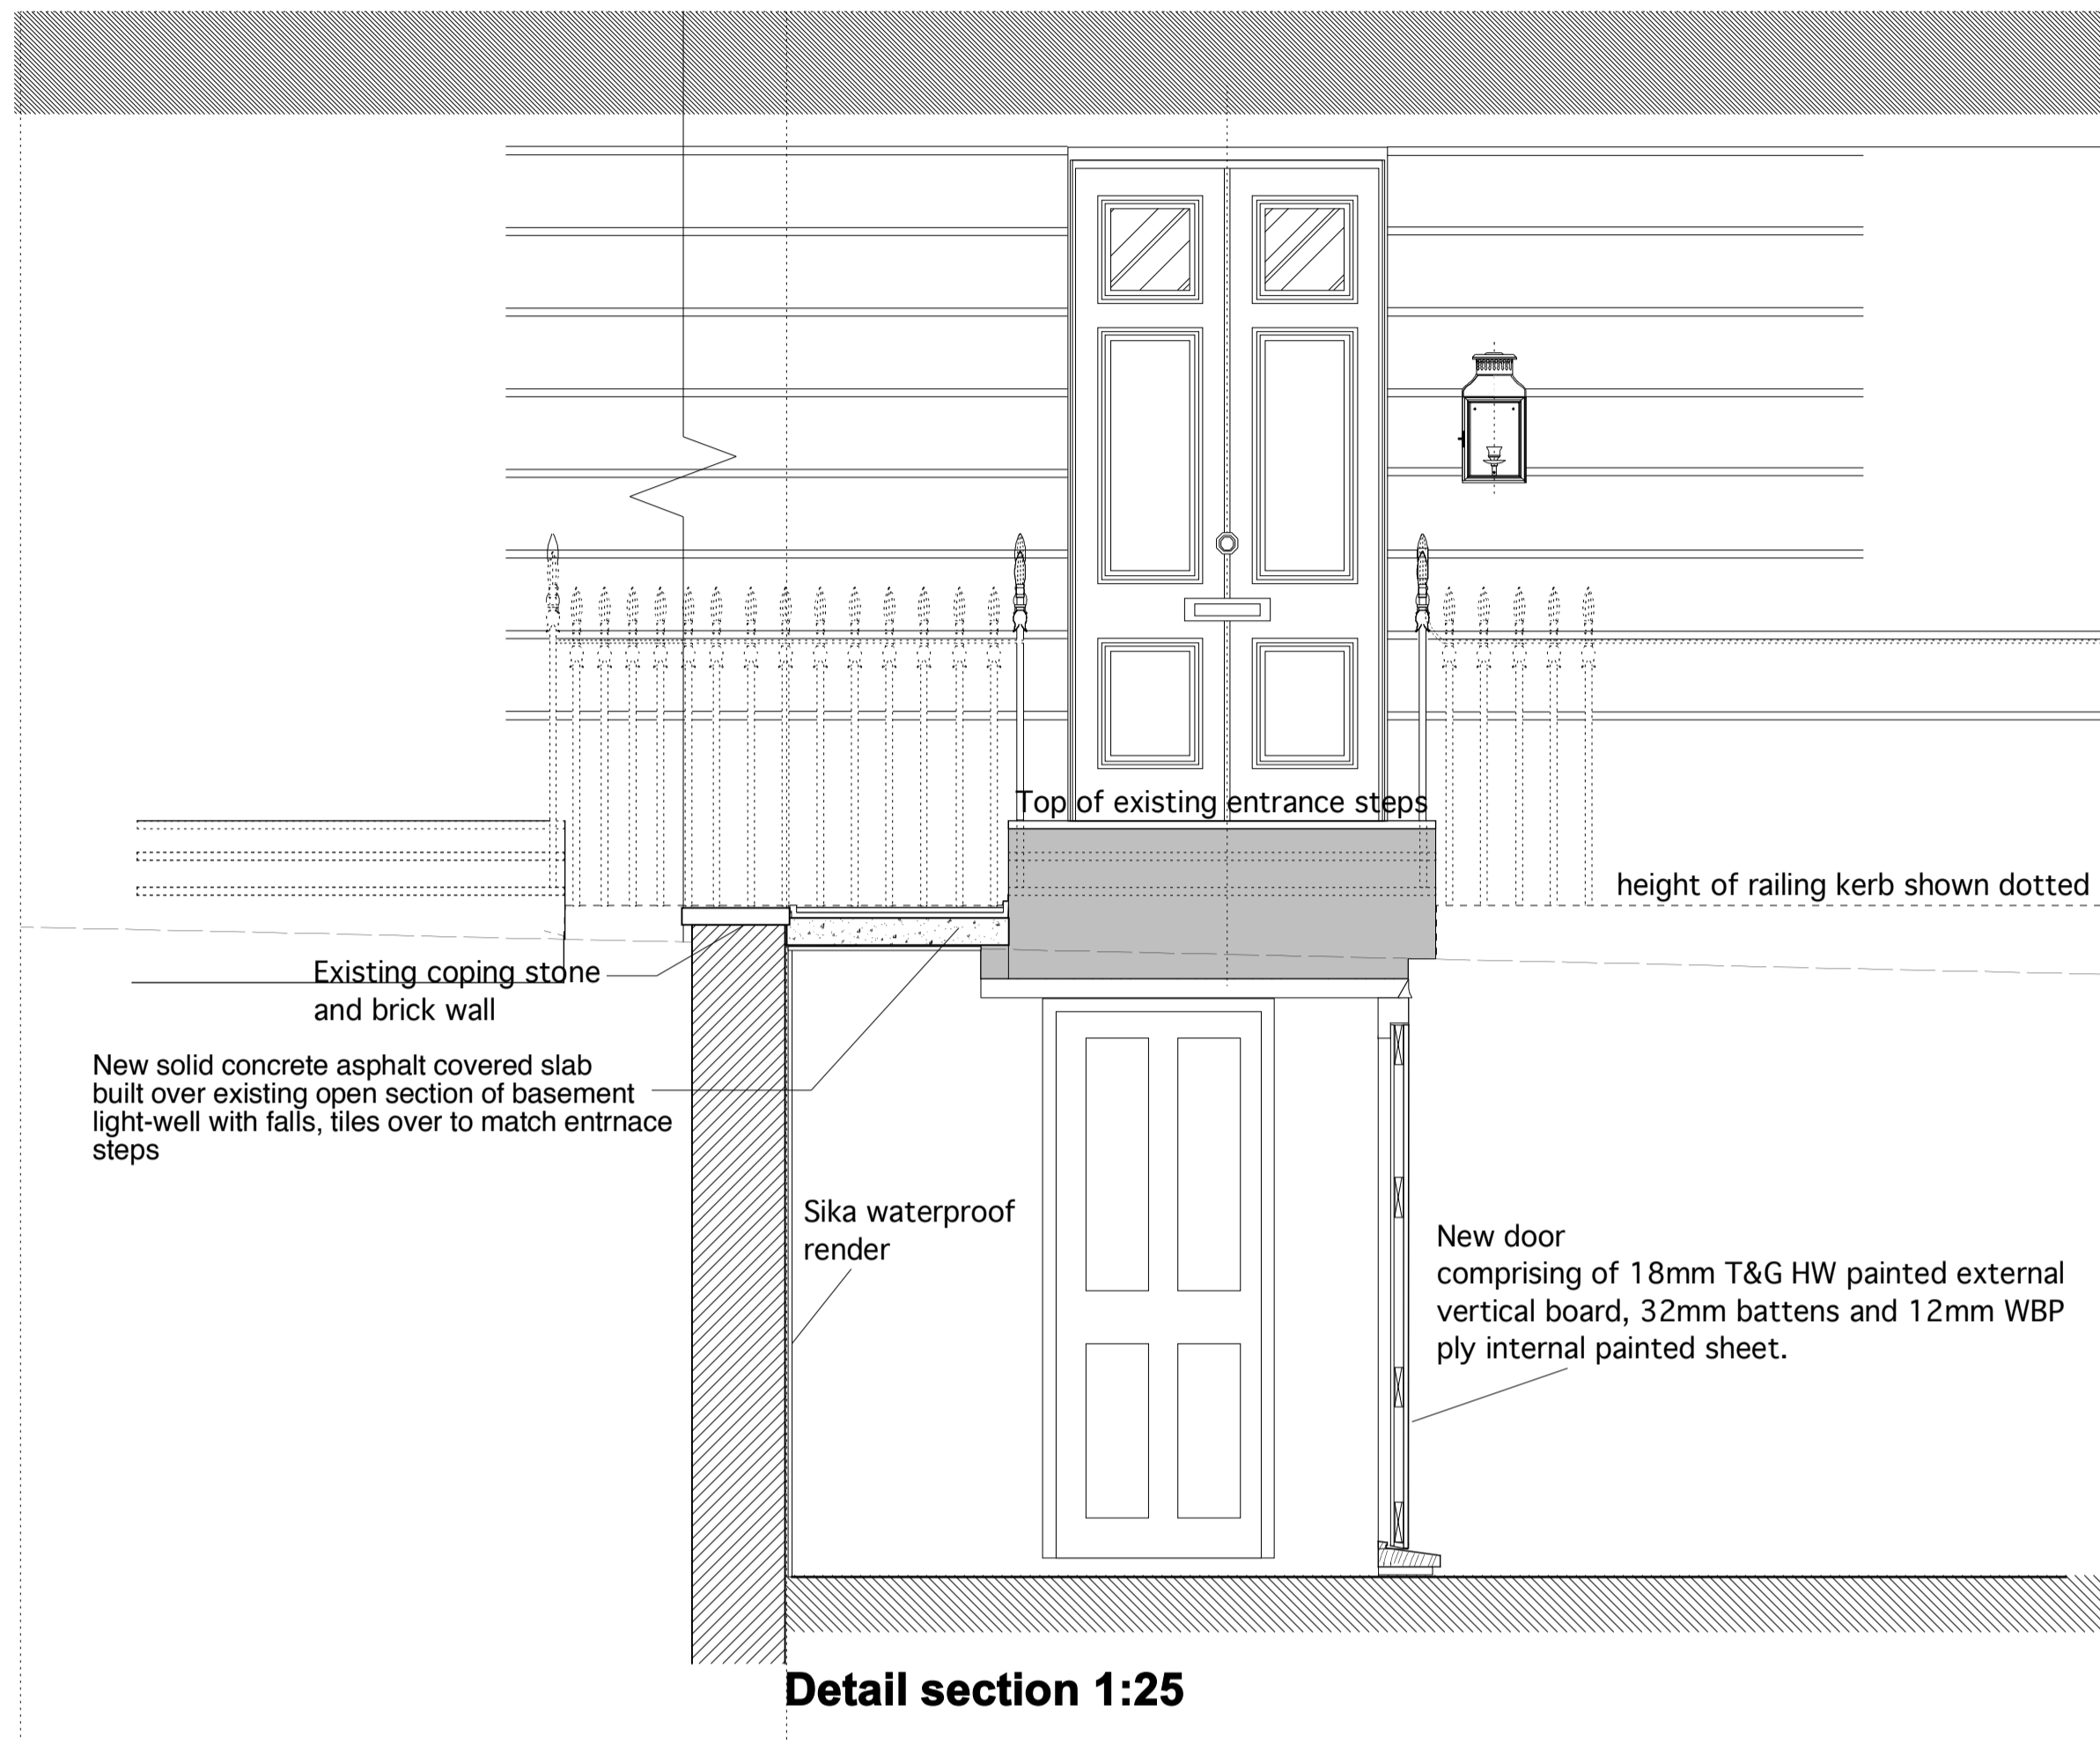 Top of existing entrance steps
height of railing kerb shown dotted
Existing coping stone
and brick wall
New solid concrete asphalt covered slab
built over existing open section of basement
light-well with falls, tiles over to match entrnace
steps
Sika waterproof
render
New door
comprising of 18mm T&G HW painted external
vertical board, 32mm battens and 12mm WBP
ply internal painted sheet.
Detail section 1:25